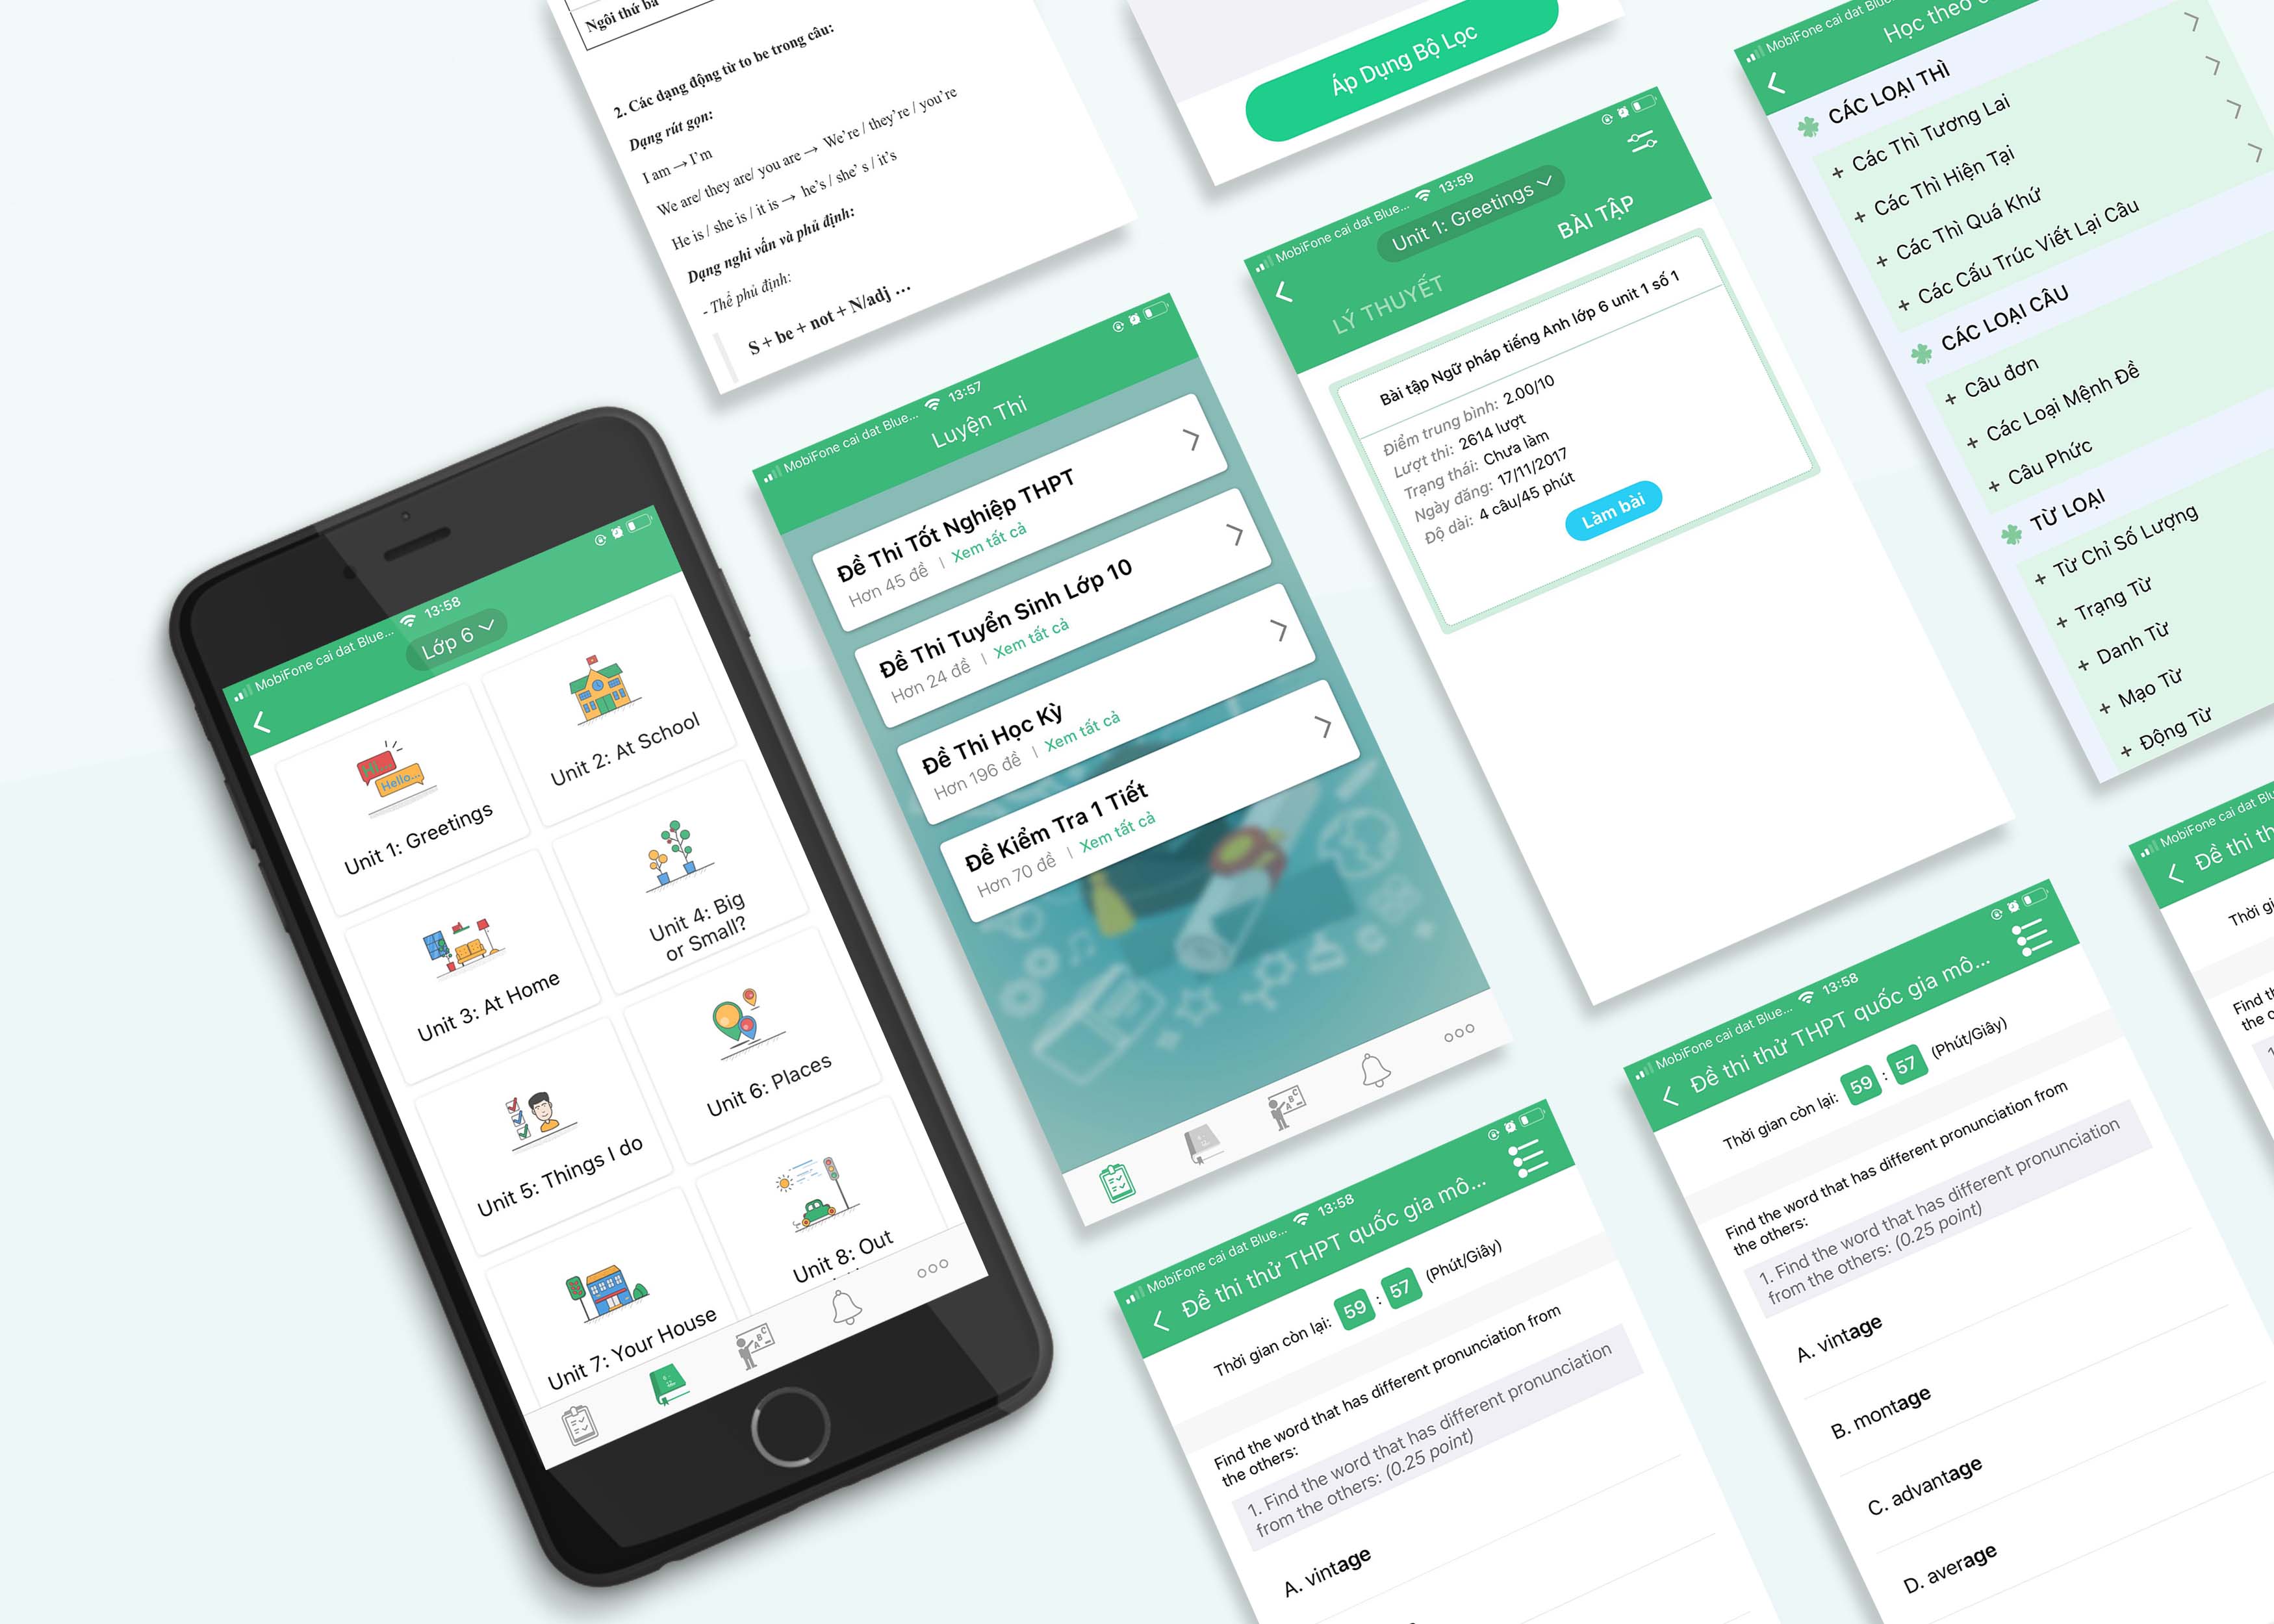 Ngôi thứ ba
2. Các dạng động từ to be trong câu:
Dạng rút gọn:
I am → I'm
We are/ they are/ you are → We're / they're / you're
He is / she is / it is → he's / she' s / it's
Dạng nghi vấn và phủ định:
- Thể phủ định:
S + be + not + N/adj ...
Áp Dụng Bộ Lọc
MobiFone cai dat Blue... 13:58
Lớp 6
Hi...
Hello...
Unit 1: Greetings
Unit 2: At School
Unit 3: At Home
Unit 4: Big
or Small?
Unit 5: Things I do
Unit 6: Places
Unit 7: Your House
Unit 8: Out
MobiFone cai dat Blue... 13:57
Luyện Thi
Đề Thi Tốt Nghiệp THPT
Hơn 45 đề | Xem tất cả
Đề Thi Tuyển Sinh Lớp 10
Hơn 24 đề | Xem tất cả
Đề Thi Học Kỳ
Hơn 196 đề | Xem tất cả
Đề Kiểm Tra 1 Tiết
Hơn 70 đề | Xem tất cả
MobiFone cai dat Blue... 13:59
Unit 1: Greetings
LÝ THUYẾT
BÀI TẬP
Bài tập Ngữ pháp tiếng Anh lớp 6 unit 1 số 1
Điểm trung bình: 2.00/10
Lượt thi: 2614 lượt
Trạng thái: Chưa làm
Ngày đăng: 17/11/2017
Độ dài: 4 câu/45 phút
Làm bài
MobiFone cai dat Blue...
Học theo
CÁC LOẠI THÌ
+ Các Thì Tương Lai
+ Các Thì Hiện Tại
+ Các Thì Quá Khứ
+ Các Cấu Trúc Viết Lại Câu
CÁC LOẠI CÂU
+ Câu đơn
+ Các Loại Mệnh Đề
+ Câu Phức
TỪ LOẠI
+ Từ Chỉ Số Lượng
+ Trạng Từ
+ Danh Từ
+ Mạo Từ
+ Động Từ
MobiFone cai dat Blue... 13:58
Đề thi thử THPT quốc gia mô...
Thời gian còn lại: 59 : 57 (Phút/Giây)
Find the word that has different pronunciation from
the others:
1. Find the word that has different pronunciation
from the others: (0.25 point)
A. vintage
MobiFone cai dat Blue... 13:58
Đề thi thử THPT quốc gia mô...
Thời gian còn lại: 59 : 57 (Phút/Giây)
Find the word that has different pronunciation from
the others:
1. Find the word that has different pronunciation
from the others: (0.25 point)
A. vintage
B. montage
C. advantage
D. average
MobiFone cai dat
Đề thi th
Thời gi
Find th
the o